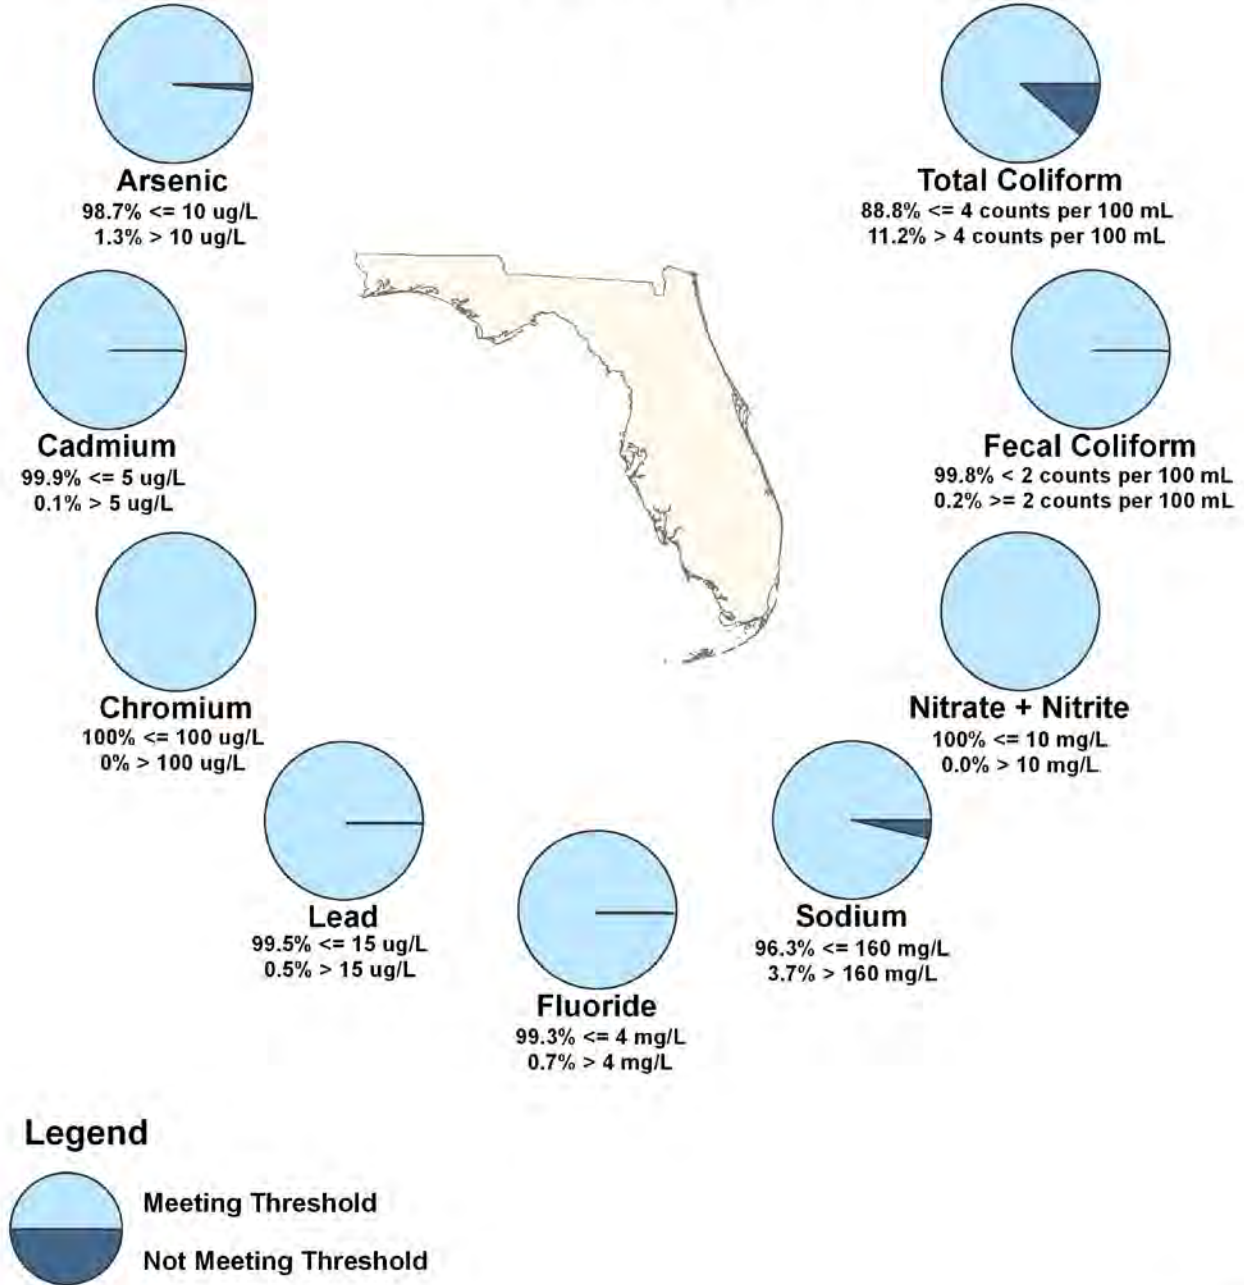 Arsenic
98.7% <= 10 ug/L
1.3% > 10 ug/L
Total Coliform
88.8% <= 4 counts per 100 mL
11.2% > 4 counts per 100 mL
Cadmium
99.9% <= 5 ug/L
0.1% > 5 ug/L
Fecal Coliform
99.8% < 2 counts per 100 mL
0.2% >= 2 counts per 100 mL
Chromium
100% <= 100 ug/L
0% > 100 ug/L
Nitrate + Nitrite
100% <= 10 mg/L
0.0% > 10 mg/L
Lead
99.5% <= 15 ug/L
0.5% > 15 ug/L
Sodium
96.3% <= 160 mg/L
3.7% > 160 mg/L
Fluoride
99.3% <= 4 mg/L
0.7% > 4 mg/L
Legend
Meeting Threshold
Not Meeting Threshold